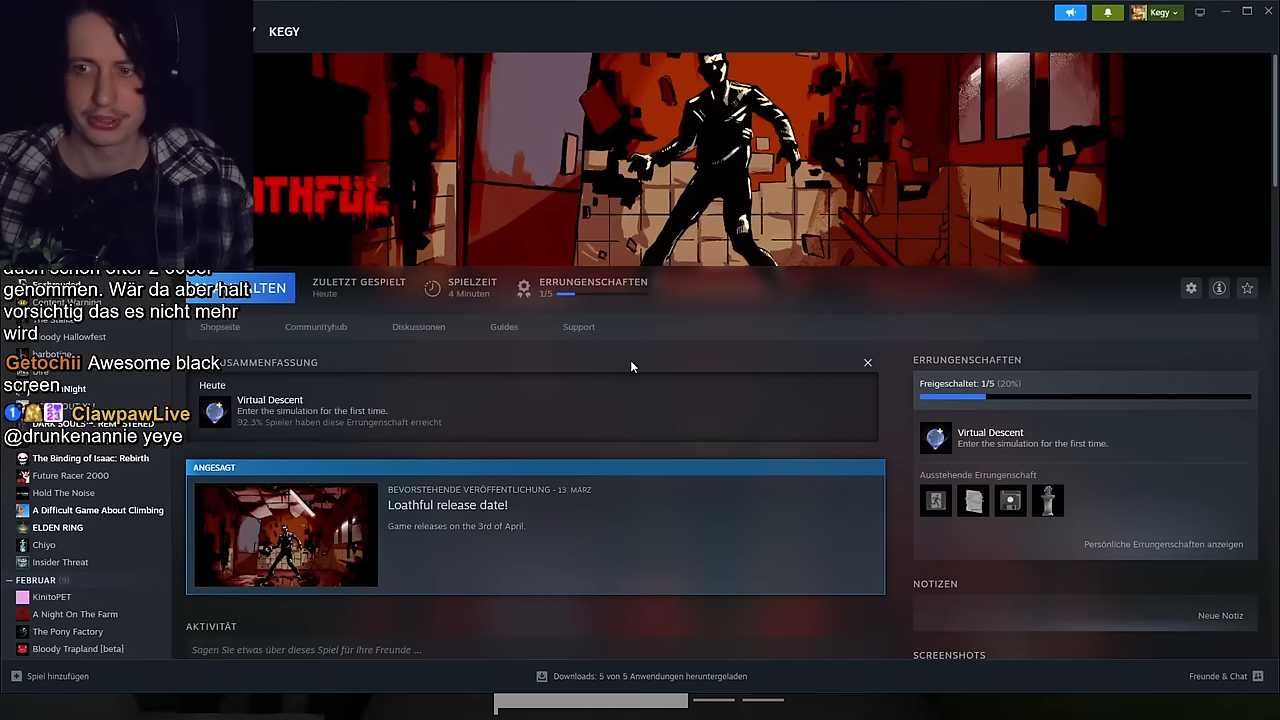 KEGY
Kegy
ATHFUL
auch schon öfter
genommen. Wär da aber halt
vorsichtig das es nicht mehr
wird
Getochii Awesome black
screen
ClawpawLive
@drunkenannie yeye
Content Warning
Bloody Hallowfest
The Binding of Isaac: Rebirth
Future Racer 2000
Hold The Noise
A Difficult Game About Climbing
ELDEN RING
Chiyo
Insider Threat
FEBRUAR (9)
KinitoPET
A Night On The Farm
The Pony Factory
Bloody Trapland [beta]
ZULETZT GESPIELT
Heute
SPIELZEIT
4 Minuten
ERRUNGENSCHAFTEN
1/5
Shopseite
Communityhub
Diskussionen
Guides
Support
USAMMENFASSUNG
Heute
Virtual Descent
Enter the simulation for the first time.
92.3% Spieler haben diese Errungenschaft erreicht
ANGESAGT
BEVORSTEHENDE VERÖFFENTLICHUNG - 13. MÄRZ
Loathful release date!
Game releases on the 3rd of April.
AKTIVITÄT
Sagen Sie etwas über dieses Spiel für Ihre Freunde ...
ERRUNGENSCHAFTEN
Freigeschaltet: 1/5 (20%)
Virtual Descent
Enter the simulation for the first time.
Ausstehende Errungenschaft
Persönliche Errungenschaften anzeigen
NOTIZEN
Neue Notiz
SCREENSHOTS
Spiel hinzufügen
Downloads: 5 von 5 Anwendungen heruntergeladen
Freunde & Chat